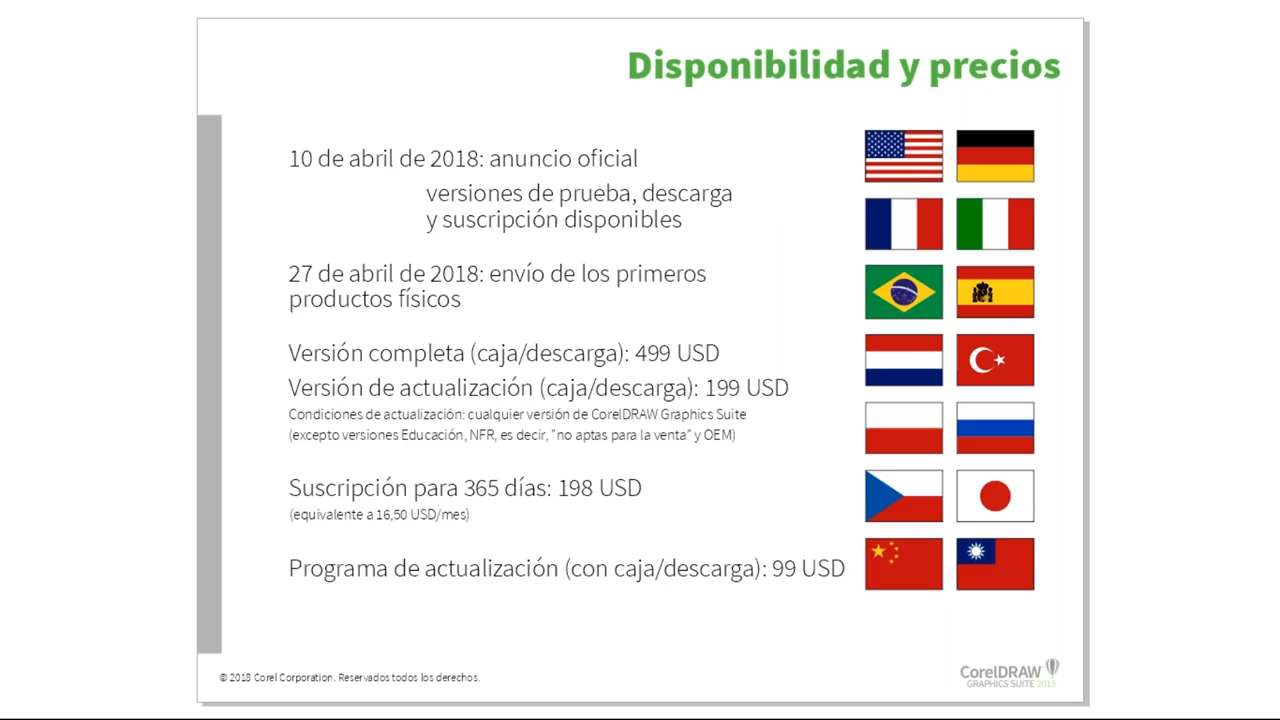 Disponibilidad y precios
10 de abril de 2018: anuncio oficial
versiones de prueba, descarga
y suscripción disponibles
27 de abril de 2018: envío de los primeros
productos físicos
Versión completa (caja/descarga): 499 USD
Versión de actualización (caja/descarga): 199 USD
Condiciones de actualización: cualquier versión de CorelDRAW Graphics Suite
(excepto versiones Educación, NFR, es decir, "no aptas para la venta" y OEM)
Suscripción para 365 días: 198 USD
(equivalente a 16,50 USD/mes)
Programa de actualización (con caja/descarga): 99 USD
© 2018 Corel Corporation. Reservados todos los derechos.
CorelDRAW
GRAPHICS SUITE 2018